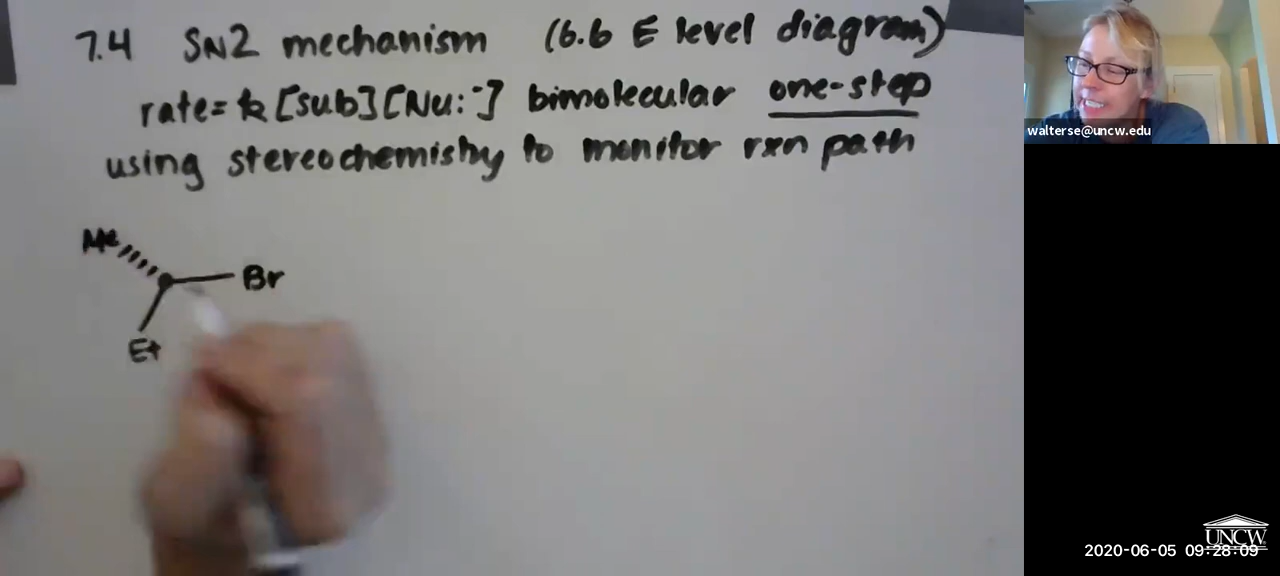 7.4 SN2 mechanism (6.6 E level diagram)
rate=k[sub][Nu:⁻] bimolecular one-step
using stereochemistry to monitor rxn path
Me
Br
Et
walterse@uncw.edu
UNCW
2020-06-05 09:28:09